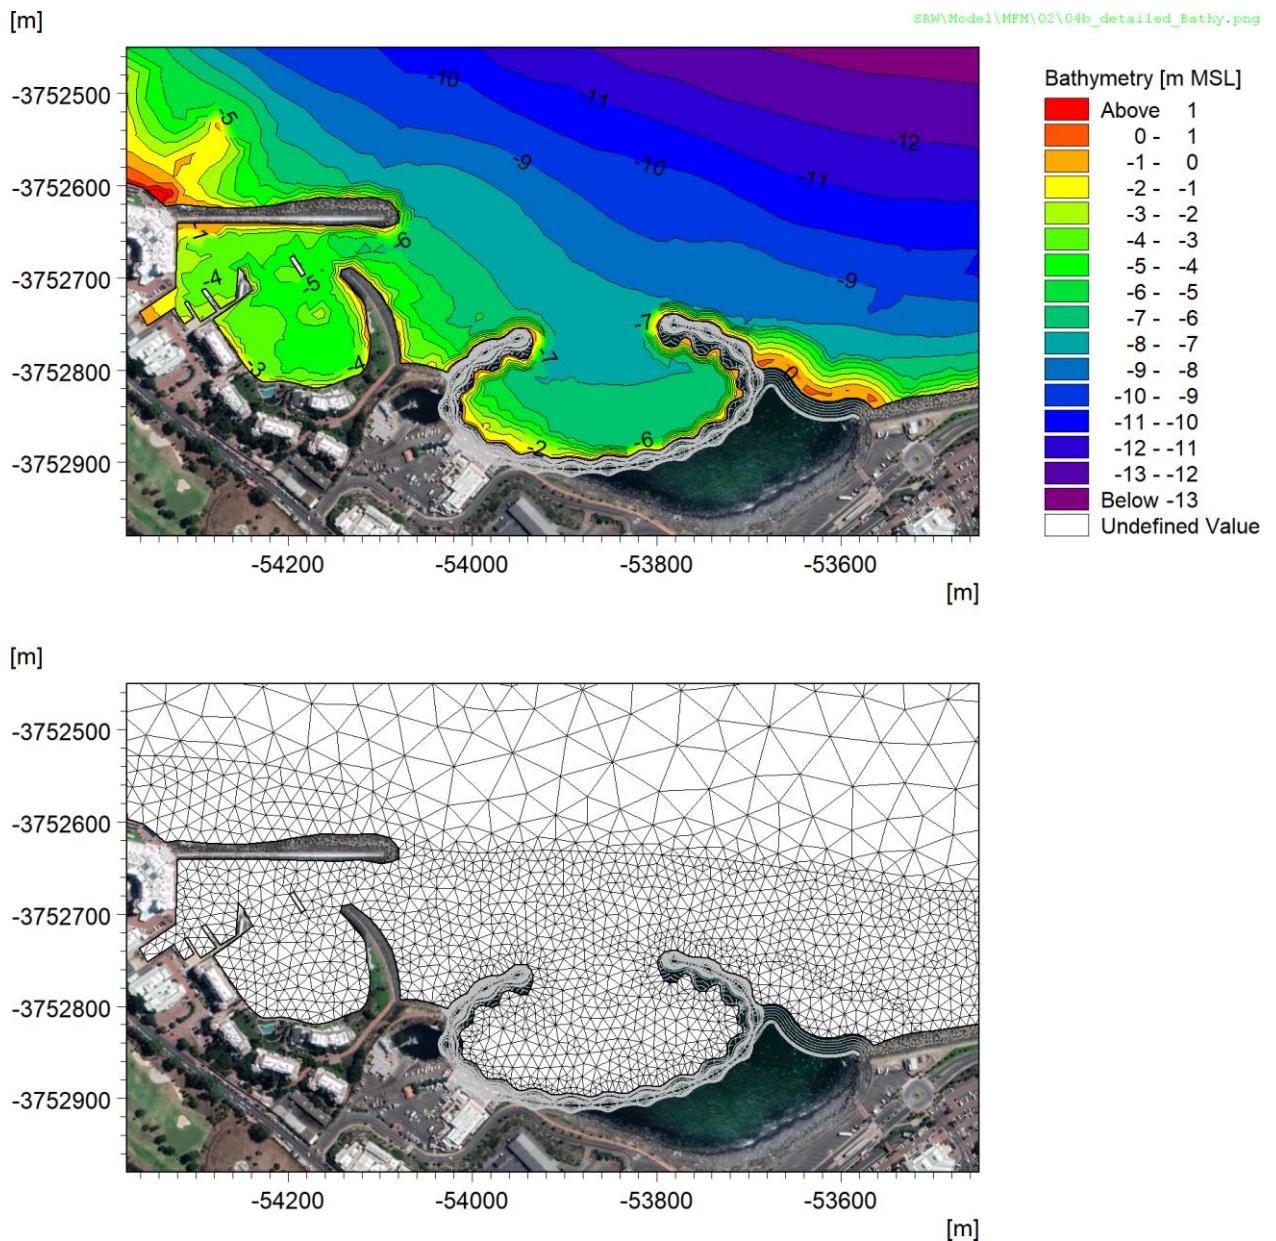 [m]
SRW\Model\MFM\02\04b_detailed_Bathy.png
-3752500
-3752600
-3752700
-3752800
-3752900
-54200
-54000
-53800
-53600
[m]
-10
-11
-12
-5
-9
-10
-11
-6
-4
-5
-9
-7
-7
-3
-4
0
-2
-6
Bathymetry [m MSL]
Above 1
0 - 1
-1 - 0
-2 - -1
-3 - -2
-4 - -3
-5 - -4
-6 - -5
-7 - -6
-8 - -7
-9 - -8
-10 - -9
-11 - -10
-12 - -11
-13 - -12
Below -13
Undefined Value
[m]
-3752500
-3752600
-3752700
-3752800
-3752900
-54200
-54000
-53800
-53600
[m]